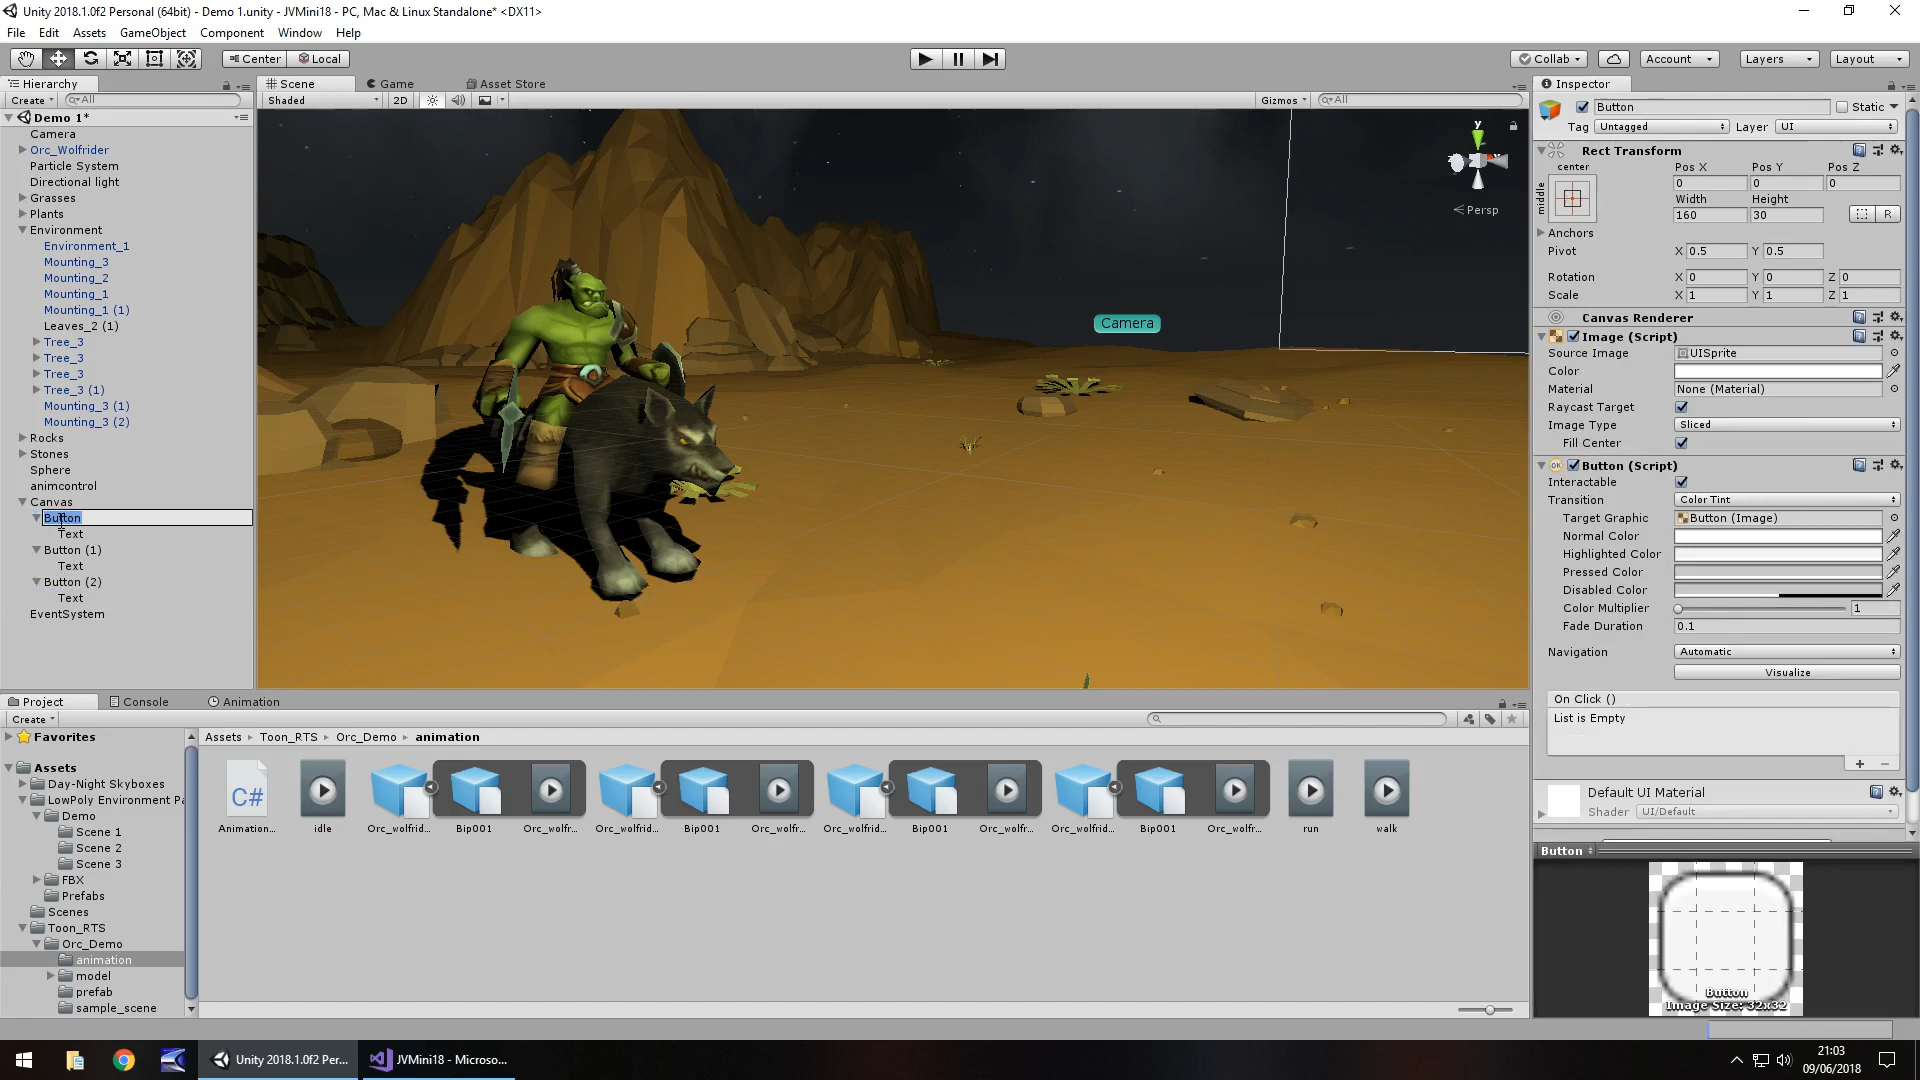 Unity 2018.1.0f2 Personal (64bit) - Demo 1.unity - JVMini18 - PC, Mac & Linux Standalone* <DX11>
File Edit Assets GameObject Component Window Help
Center Local Collab Account Layers Layout
Hierarchy Scene Game Asset Store Inspector
Create All Shaded 2D Gizmos All
Demo 1*
Camera
Orc_Wolfrider
Particle System
Directional light
Grasses
Plants
Environment
Environment_1
Mounting_3
Mounting_2
Mounting_1
Mounting_1 (1)
Leaves_2 (1)
Tree_3
Tree_3
Tree_3
Tree_3 (1)
Mounting_3 (1)
Mounting_3 (2)
Rocks
Stones
Sphere
animcontrol
Canvas
Button
Text
Button (1)
Text
Button (2)
Text
EventSystem
y
Persp
Camera
Button Static
Tag Untagged Layer UI
Rect Transform
center Pos X Pos Y Pos Z
middle
0 0 0
Width Height
160 30 R
Anchors
Pivot X 0.5 Y 0.5
Rotation X 0 Y 0 Z 0
Scale X 1 Y 1 Z 1
Canvas Renderer
Image (Script)
Source Image UISprite
Color
Material None (Material)
Raycast Target
Image Type Sliced
Fill Center
OK Button (Script)
Interactable
Transition Color Tint
Target Graphic Button (Image)
Normal Color
Highlighted Color
Pressed Color
Disabled Color
Color Multiplier 1
Fade Duration 0.1
Navigation Automatic
Visualize
On Click ()
List is Empty
Default UI Material
Shader UI/Default
Button
Button
Image Size: 32x32
Project Console Animation
Create
Favorites
Assets
Day-Night Skyboxes
LowPoly Environment Pa
Demo
Scene 1
Scene 2
Scene 3
FBX
Prefabs
Scenes
Toon_RTS
Orc_Demo
animation
model
prefab
sample_scene
Assets Toon_RTS Orc_Demo animation
C#
Animation... idle Orc_wolfrid... Bip001 Orc_wolfr... Orc_wolfrid... Bip001 Orc_wolfr... Orc_wolfrid... Bip001 Orc_wolfr... Orc_wolfrid... Bip001 Orc_wolfr... run walk
Unity 2018.1.0f2 Per... JVMini18 - Microso...
21:03
09/06/2018